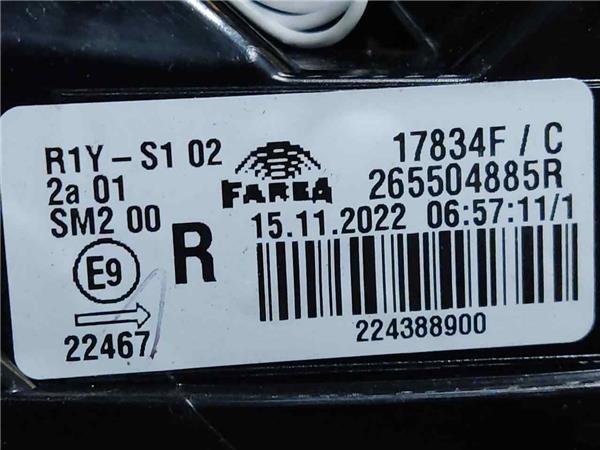 R1Y-S1 02
2a 01
SM2 00
E9
22467
R
FARBA
17834F / C
265504885R
15.11.2022 06:57:11/1
224388900